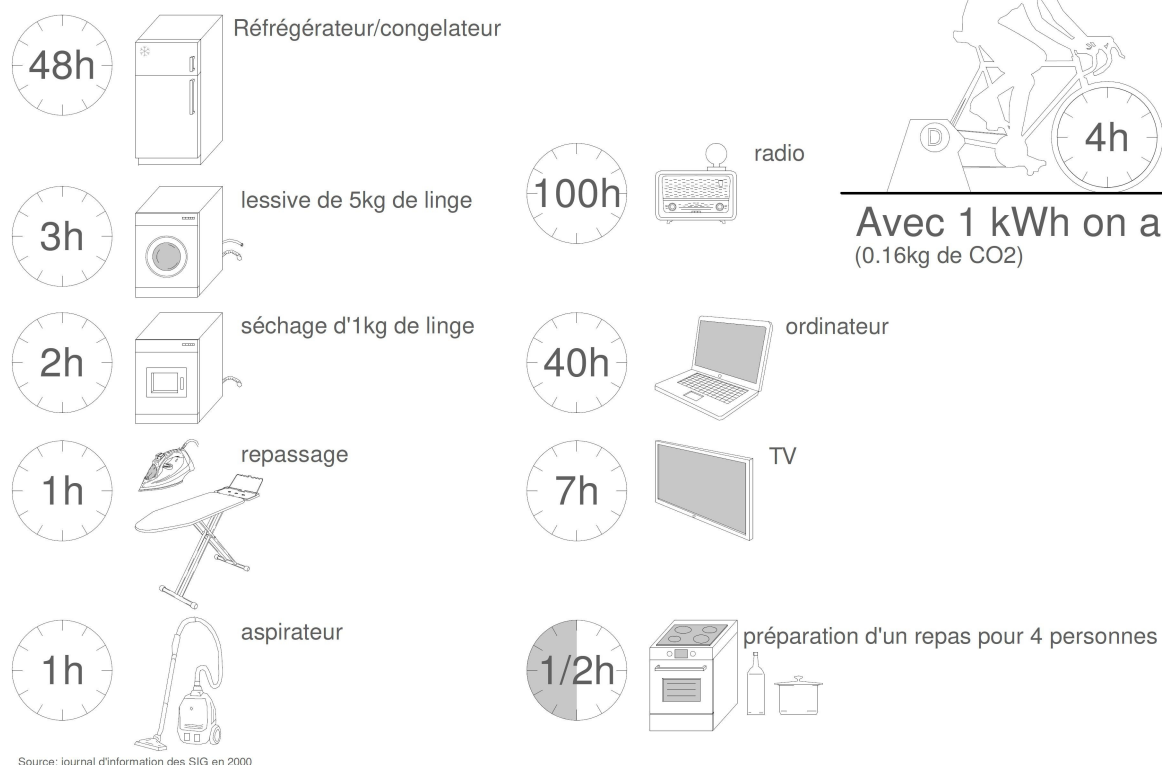 48h
Réfrégérateur/congelateur
3h
lessive de 5kg de linge
2h
séchage d'1kg de linge
1h
repassage
1h
aspirateur
100h
radio
40h
ordinateur
7h
TV
1/2h
préparation d'un repas pour 4 personnes
D
4h
Avec 1 kWh on a
(0.16kg de CO2)
Source: journal d'information des SIG en 2000